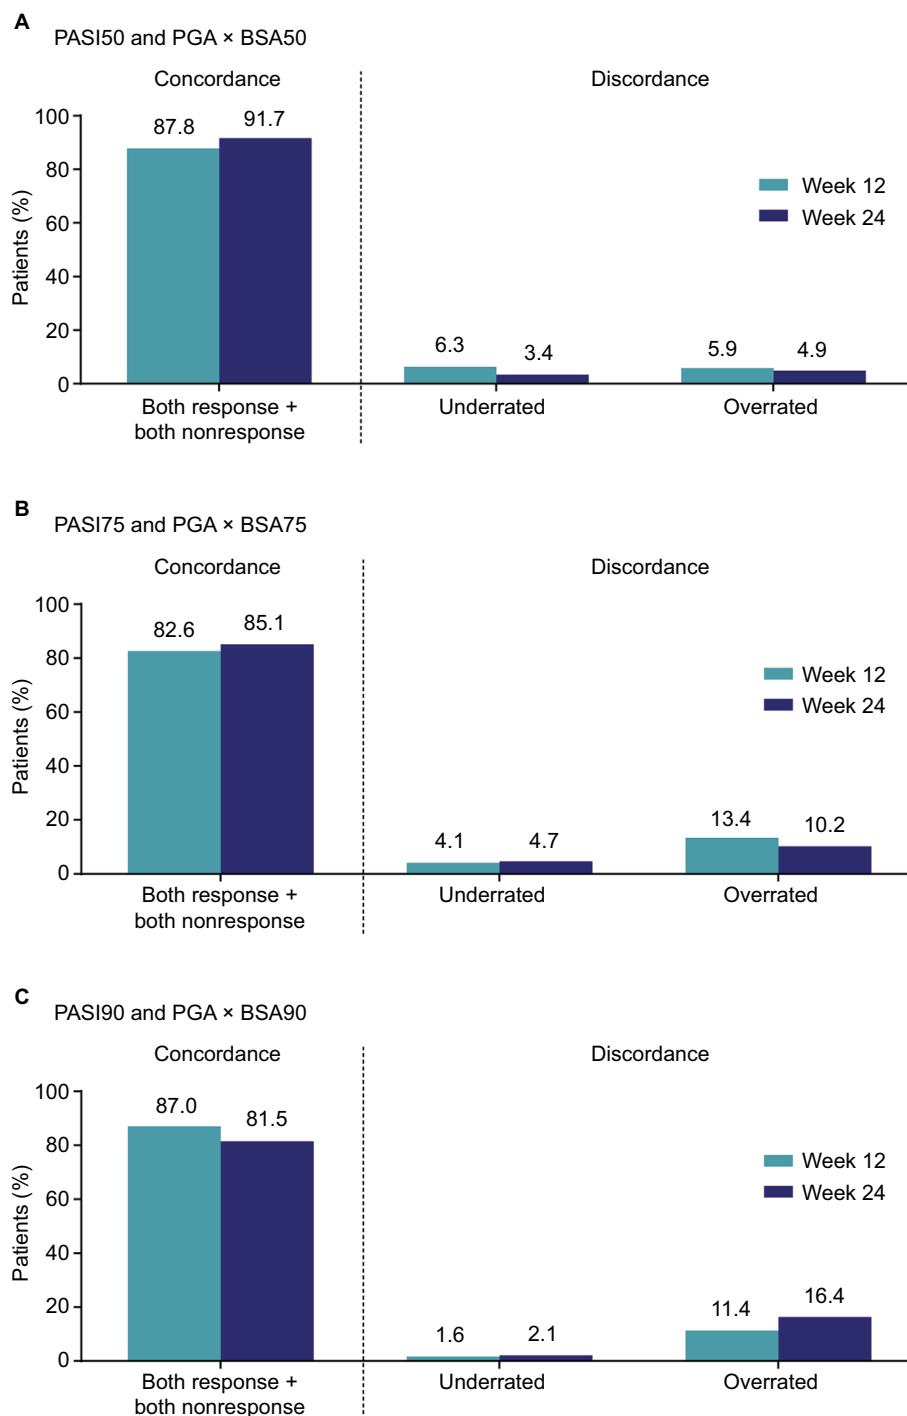 A
PASI50 and PGA × BSA50
Concordance Discordance
100
80
60
40
20
0
Patients (%)
87.8 91.7
6.3 3.4
5.9 4.9
Week 12
Week 24
Both response +
both nonresponse
Underrated
Overrated
B
PASI75 and PGA × BSA75
Concordance Discordance
100
80
60
40
20
0
Patients (%)
82.6 85.1
4.1 4.7
13.4 10.2
Week 12
Week 24
Both response +
both nonresponse
Underrated
Overrated
C
PASI90 and PGA × BSA90
Concordance Discordance
100
80
60
40
20
0
Patients (%)
87.0 81.5
1.6 2.1
11.4 16.4
Week 12
Week 24
Both response +
both nonresponse
Underrated
Overrated